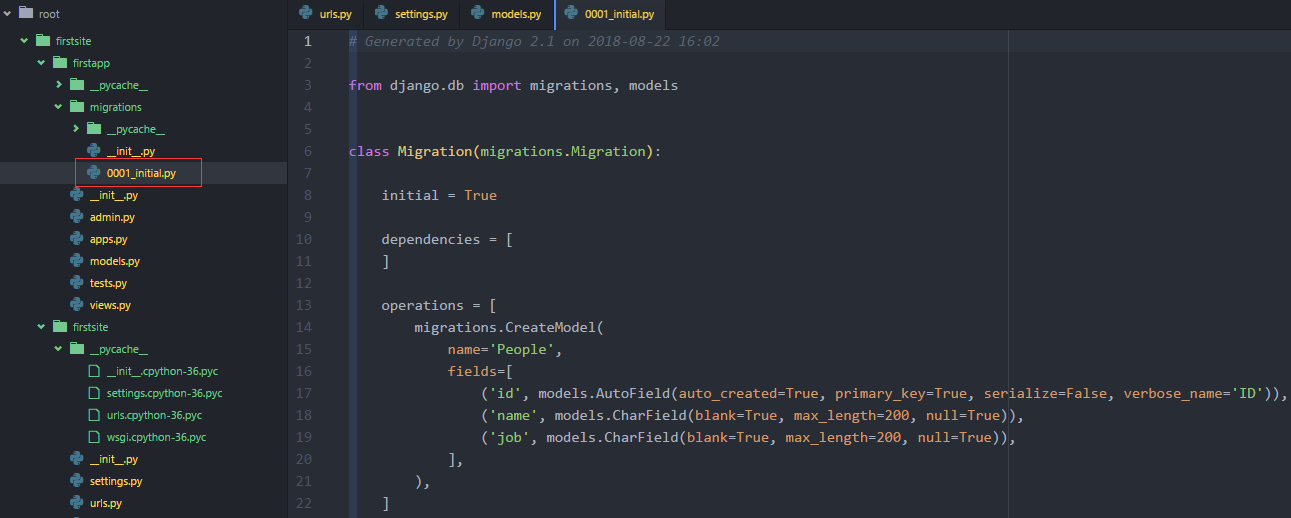 root
firstsite
firstapp
__pycache__
migrations
__pycache__
__init__.py
0001_initial.py
__init__.py
admin.py
apps.py
models.py
tests.py
views.py
firstsite
__pycache__
__init__.cpython-36.pyc
settings.cpython-36.pyc
urls.cpython-36.pyc
wsgi.cpython-36.pyc
__init__.py
settings.py
urls.py
urls.py settings.py models.py 0001_initial.py
1 # Generated by Django 2.1 on 2018-08-22 16:02
2
3 from django.db import migrations, models
4
5
6 class Migration(migrations.Migration):
7
8     initial = True
9
10     dependencies = [
11     ]
12
13     operations = [
14         migrations.CreateModel(
15             name='People',
16             fields=[
17                 ('id', models.AutoField(auto_created=True, primary_key=True, serialize=False, verbose_name='ID')),
18                 ('name', models.CharField(blank=True, max_length=200, null=True)),
19                 ('job', models.CharField(blank=True, max_length=200, null=True)),
20             ],
21         ),
22     ]